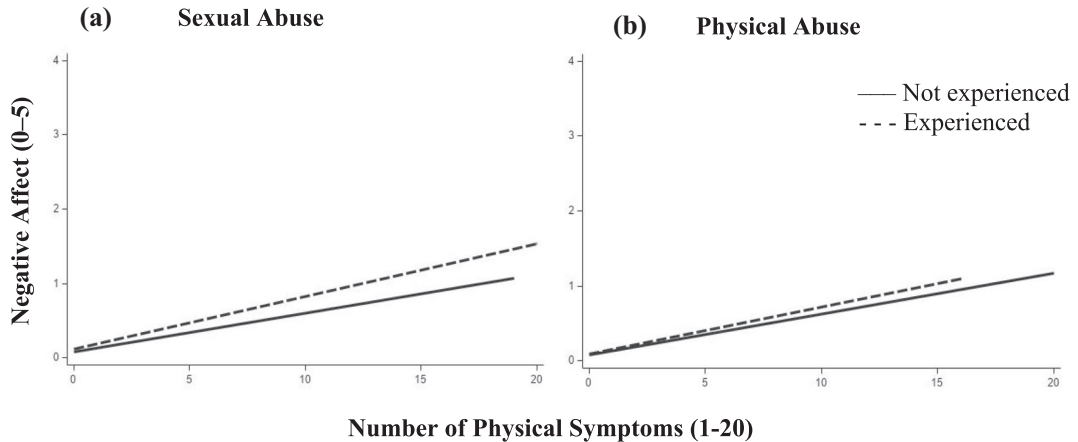 (a) Sexual Abuse
(b) Physical Abuse
Negative Affect (0–5)
4
3
2
1
0
0 5 10 15 20
4
3
2
1
0
0 5 10 15 20
Not experienced
Experienced
Number of Physical Symptoms (1-20)